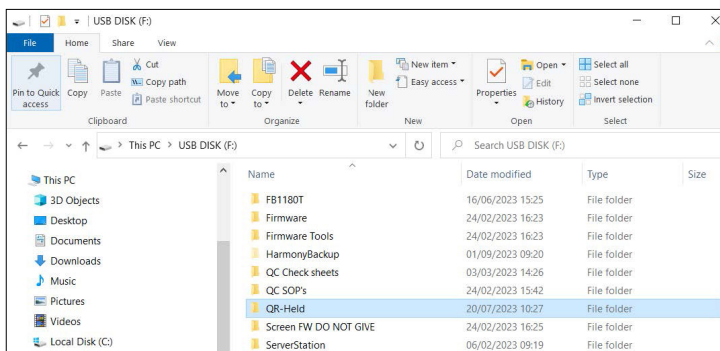 USB DISK (F:)
File Home Share View
Pin to Quick access
Copy
Paste
Cut
Copy path
Paste shortcut
Move to
Copy to
Delete
Rename
New folder
New item
Easy access
Properties
Open
Edit
History
Select all
Select none
Invert selection
Clipboard Organize New Open Select
This PC > USB DISK (F:) Search USB DISK (F:)
Name Date modified Type Size
This PC
3D Objects
Desktop
Documents
Downloads
Music
Pictures
Videos
Local Disk (C:)
FB1180T 16/06/2023 15:25 File folder
Firmware 24/02/2023 16:23 File folder
Firmware Tools 24/02/2023 16:23 File folder
HarmonyBackup 01/09/2023 09:20 File folder
QC Check sheets 03/03/2023 14:26 File folder
QC SOP's 24/02/2023 15:42 File folder
QR-Held 20/07/2023 10:27 File folder
Screen FW DO NOT GIVE 24/02/2023 16:25 File folder
ServerStation 06/02/2023 09:19 File folder